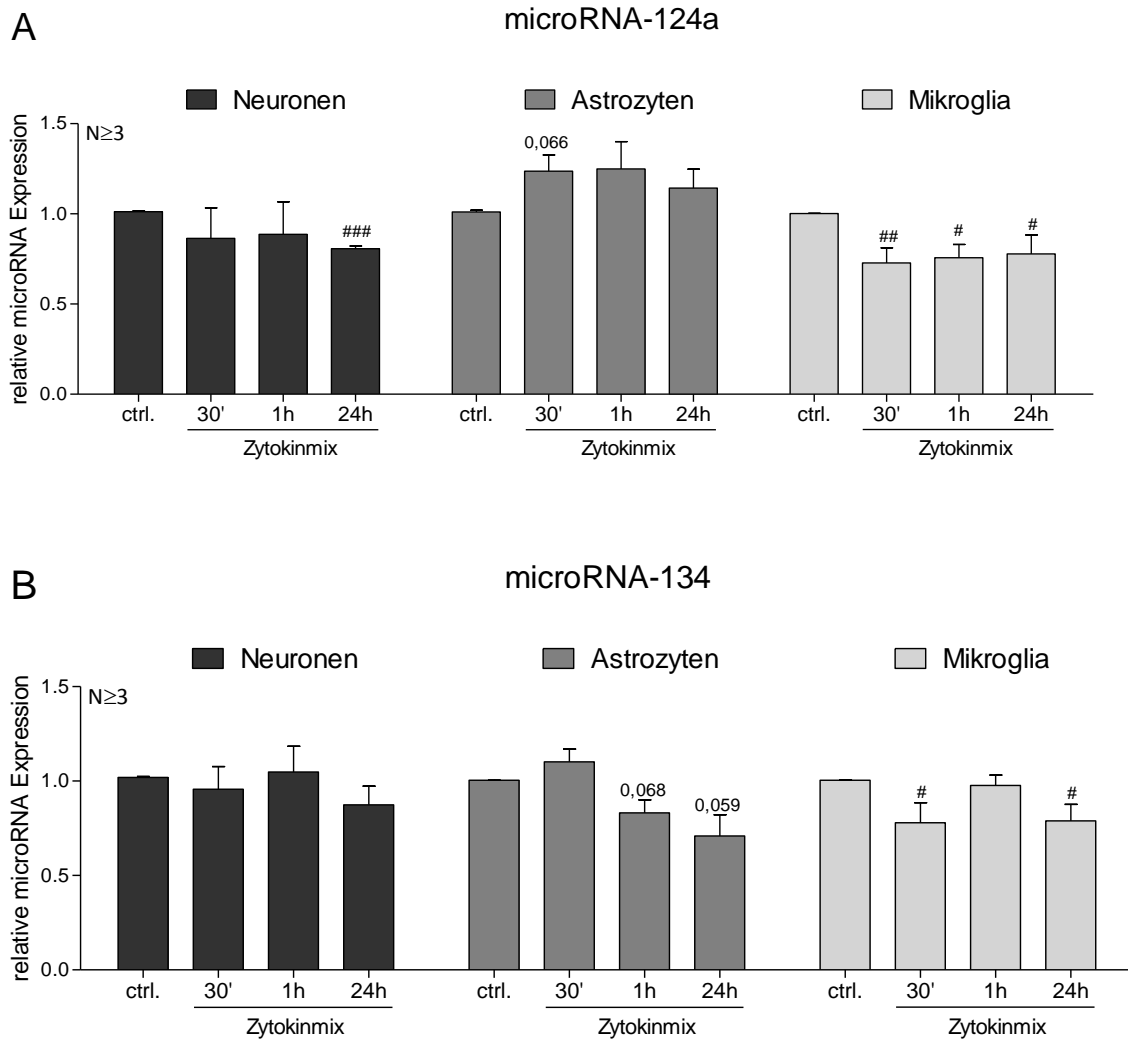 A
microRNA-124a
Neuronen Astrozyten Mikroglia
N≥3
relative microRNA Expression
1.5
1.0
0.5
0.0
###
0,066
## # #
ctrl. 30' 1h 24h ctrl. 30' 1h 24h ctrl. 30' 1h 24h
Zytokinmix Zytokinmix Zytokinmix
B
microRNA-134
Neuronen Astrozyten Mikroglia
N≥3
relative microRNA Expression
1.5
1.0
0.5
0.0
0,068 0,059
# #
ctrl. 30' 1h 24h ctrl. 30' 1h 24h ctrl. 30' 1h 24h
Zytokinmix Zytokinmix Zytokinmix